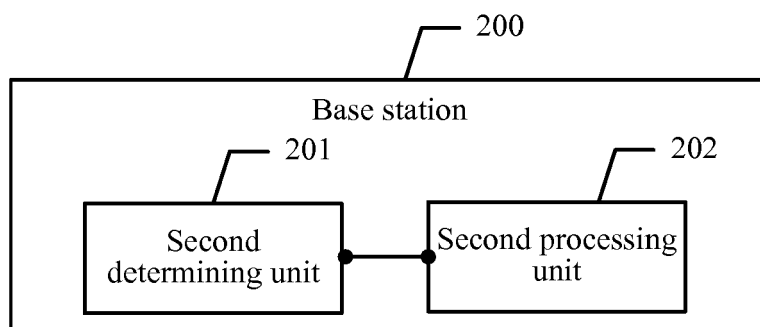 200
Base station
201
202
Second
determining unit
Second processing
unit